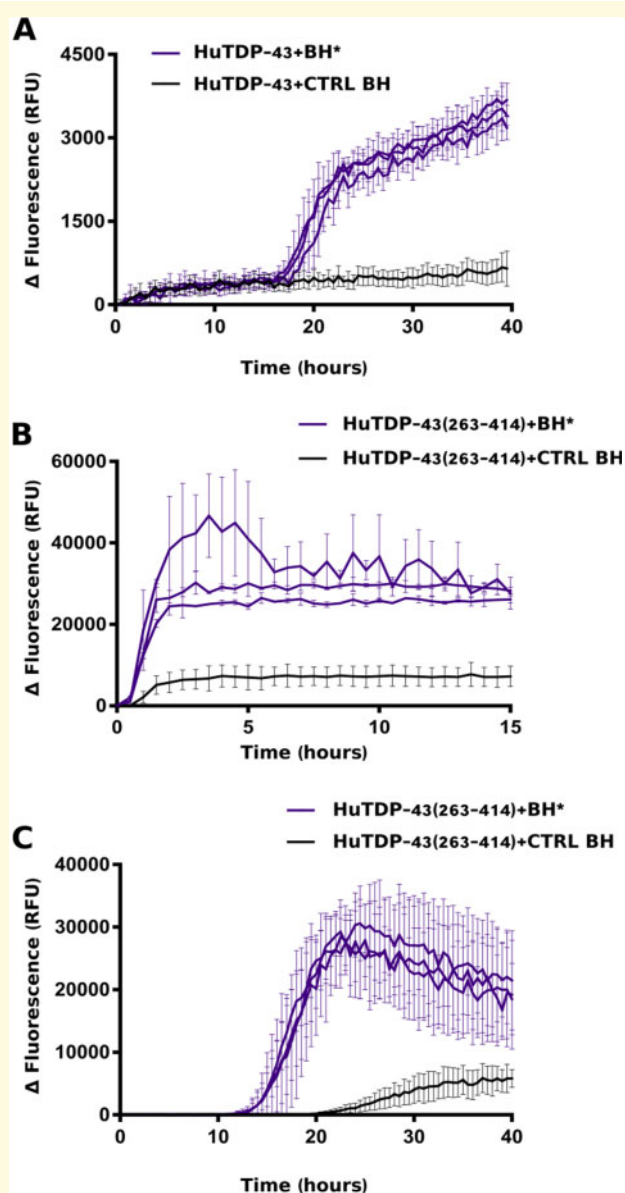 A
HuTDP-43+BH*
HuTDP-43+CTRL BH
Δ Fluorescence (RFU)
4500
3000
1500
0
0 10 20 30 40
Time (hours)
B
HuTDP-43(263-414)+BH*
HuTDP-43(263-414)+CTRL BH
Δ Fluorescence (RFU)
60000
40000
20000
0
0 5 10 15
Time (hours)
C
HuTDP-43(263-414)+BH*
HuTDP-43(263-414)+CTRL BH
Δ Fluorescence (RFU)
40000
30000
20000
10000
0
0 10 20 30 40
Time (hours)